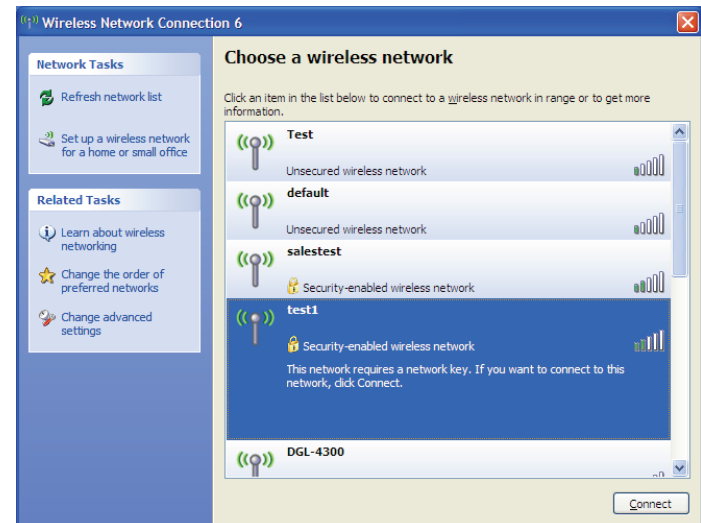 Wireless Network Connection 6
Network Tasks
Refresh network list
Set up a wireless network
for a home or small office
Related Tasks
Learn about wireless
networking
Change the order of
preferred networks
Change advanced
settings
Choose a wireless network
Click an item in the list below to connect to a wireless network in range or to get more
information.
Test
Unsecured wireless network
default
Unsecured wireless network
salestest
Security-enabled wireless network
test1
Security-enabled wireless network
This network requires a network key. If you want to connect to this
network, click Connect.
DGL-4300
Connect